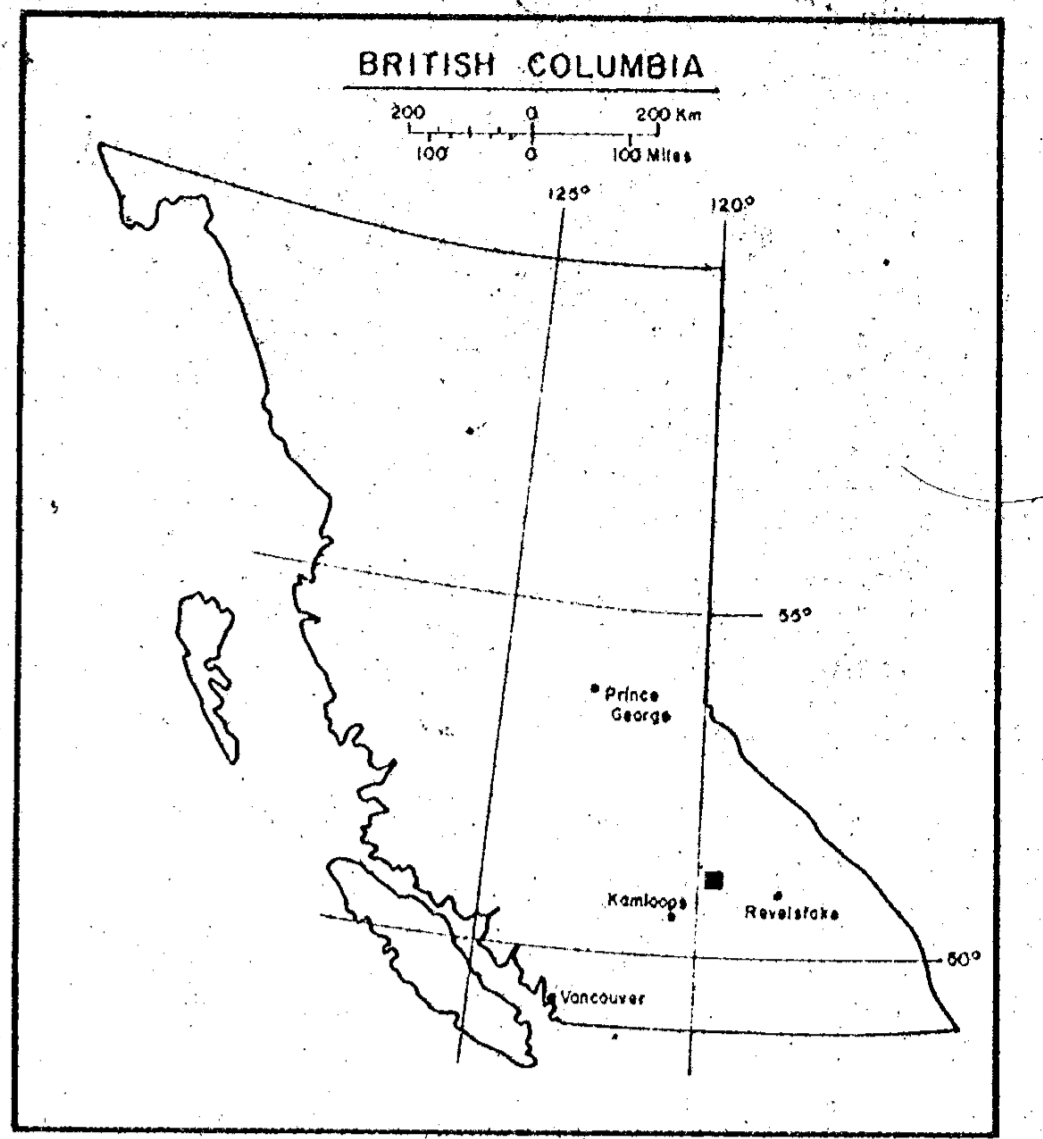 BRITISH COLUMBIA
200 0 200 Km
100 0 100 Miles
125°
120°
55°
Prince
George
Kamloops
Revelstoke
50°
Vancouver